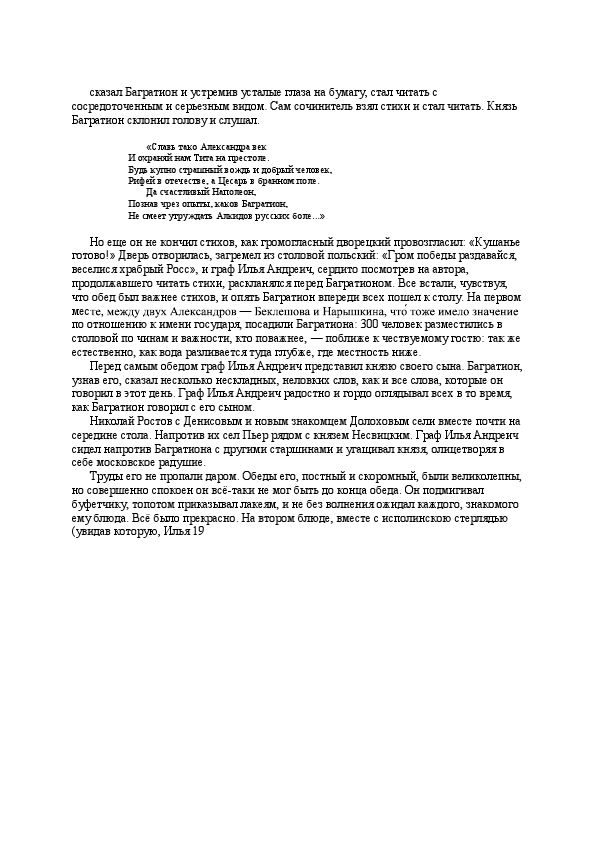 сказал Багратион и устремив усталые глаза на бумагу, стал читать с
сосредоточенным и серьезным видом. Сам сочинитель взял стихи и стал читать. Князь
Багратион склонил голову и слушал.
«Славь тако Александра век
И охраняй нам Тита на престоле.
Будь купно страшный вождь и добрый человек,
Рифей в отечестве, а Цесарь в бранном поле.
Да счастливый Наполеон,
Познав чрез опыты, каков Багратион,
Не смеет утруждать Алкидов русских боле...»
Но еще он не кончил стихов, как громогласный дворецкий провозгласил: «Кушанье
готово!» Дверь отворилась, загремел из столовой польский: «Гром победы раздавайся,
веселися храбрый Росс», и граф Илья Андреич, сердито посмотрев на автора,
продолжавшего читать стихи, раскланялся перед Багратионом. Все встали, чувствуя,
что обед был важнее стихов, и опять Багратион впереди всех пошел к столу. На первом
месте, между двух Александров — Беклешова и Нарышкина, что́ тоже имело значение
по отношению к имени государя, посадили Багратиона: 300 человек разместились в
столовой по чинам и важности, кто поважнее, — поближе к чествуемому гостю: так же
естественно, как вода разливается туда глубже, где местность ниже.
Перед самым обедом граф Илья Андреич представил князю своего сына. Багратион,
узнав его, сказал несколько нескладных, неловких слов, как и все слова, которые он
говорил в этот день. Граф Илья Андреич радостно и гордо оглядывал всех в то время,
как Багратион говорил с его сыном.
Николай Ростов с Денисовым и новым знакомцем Долоховым сели вместе почти на
середине стола. Напротив их сел Пьер рядом с князем Несвицким. Граф Илья Андреич
сидел напротив Багратиона с другими старшинами и угащивал князя, олицетворяя в
себе московское радушие.
Труды его не пропали даром. Обеды его, постный и скоромный, были великолепны,
но совершенно спокоен он всё-таки не мог быть до конца обеда. Он подмигивал
буфетчику, топотом приказывал лакеям, и не без волнения ожидал каждого, знакомого
ему блюда. Всё было прекрасно. На втором блюде, вместе с исполинскою стерлядью
(увидав которую, Илья 19